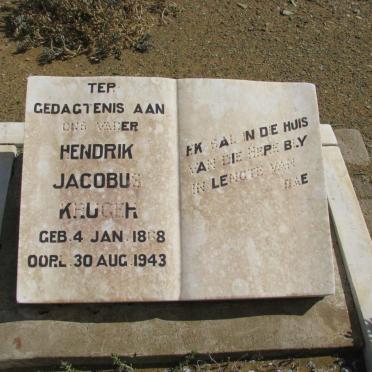 TER
GEDAGTENIS AAN
ONS VADER
HENDRIK
JACOBUS
KRUGER
GEB. 4 JAN. 1868
OORL. 30 AUG. 1943
EK SAL IN DIE HUIS
VAN DIE HERE BLY
IN LENGTE VAN
DAE